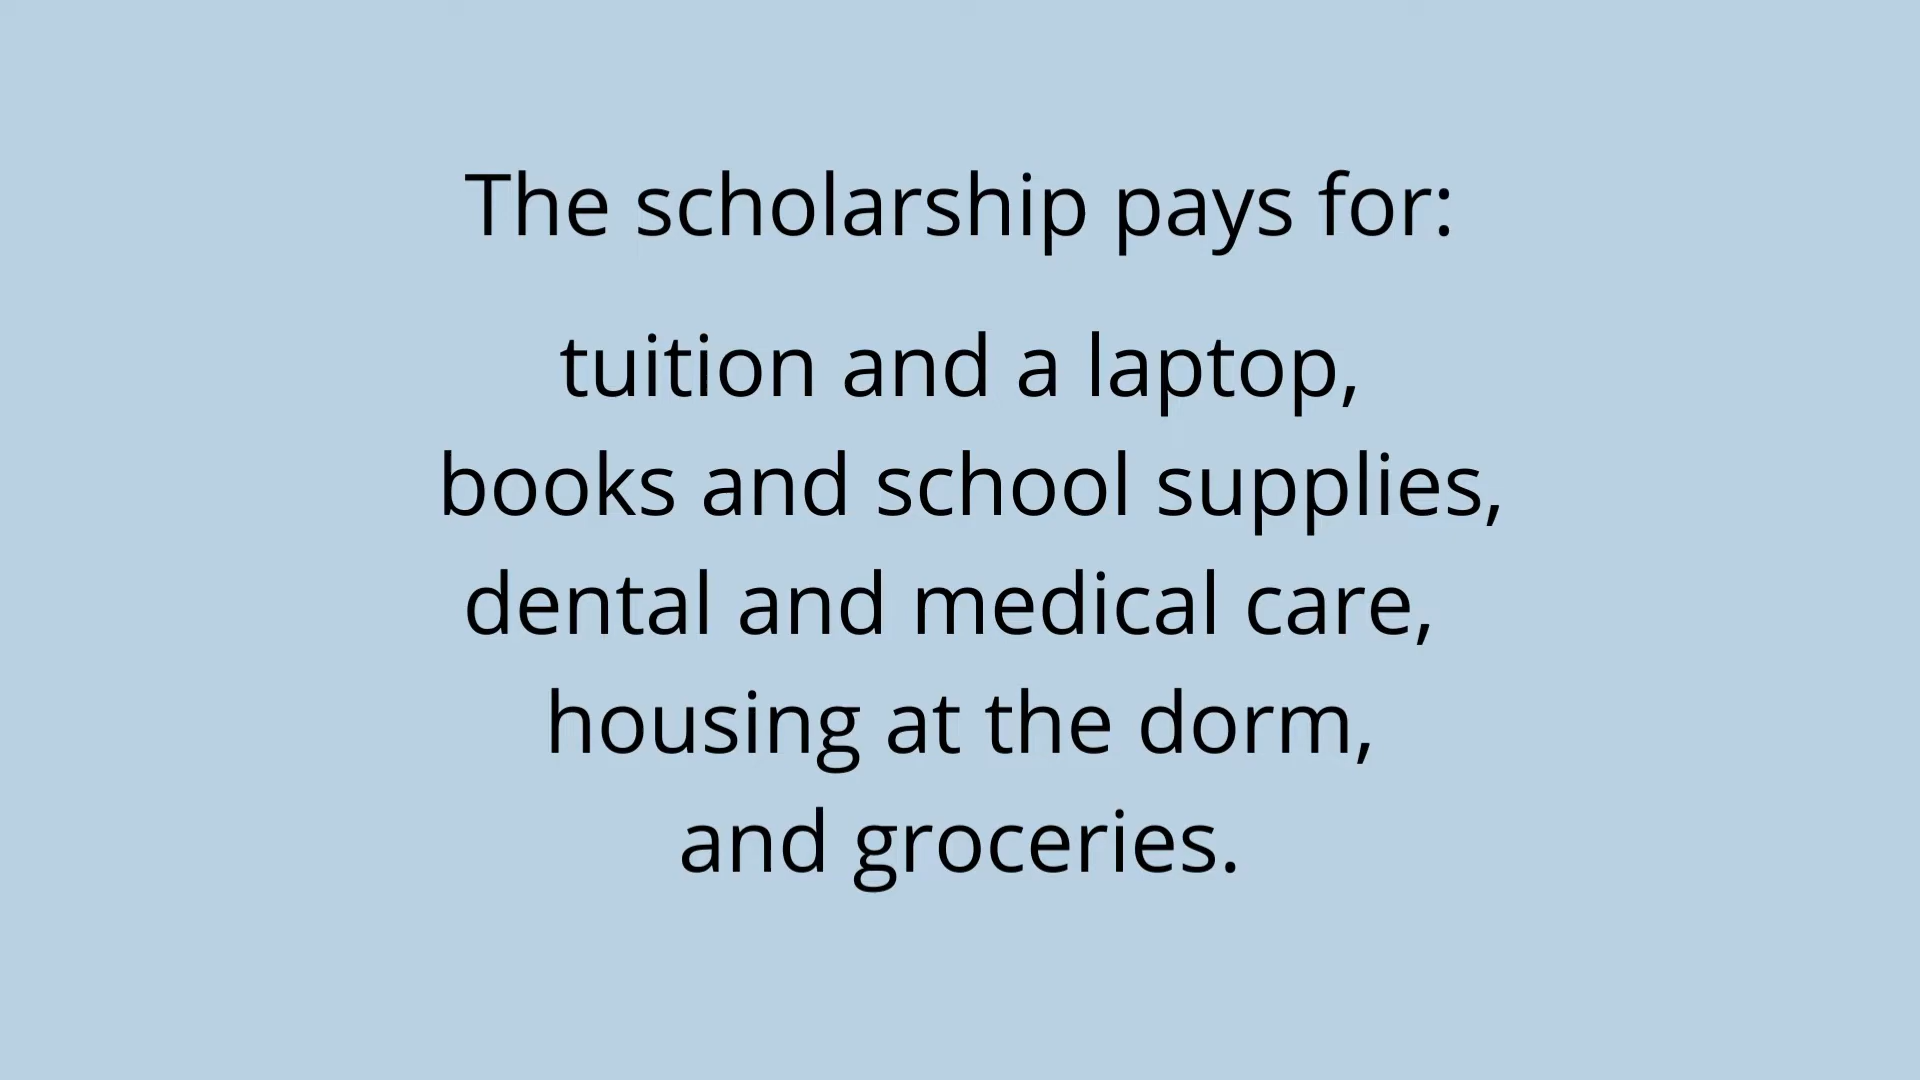 The scholarship pays for:
tuition and a laptop,
books and school supplies,
dental and medical care,
housing at the dorm,
and groceries.